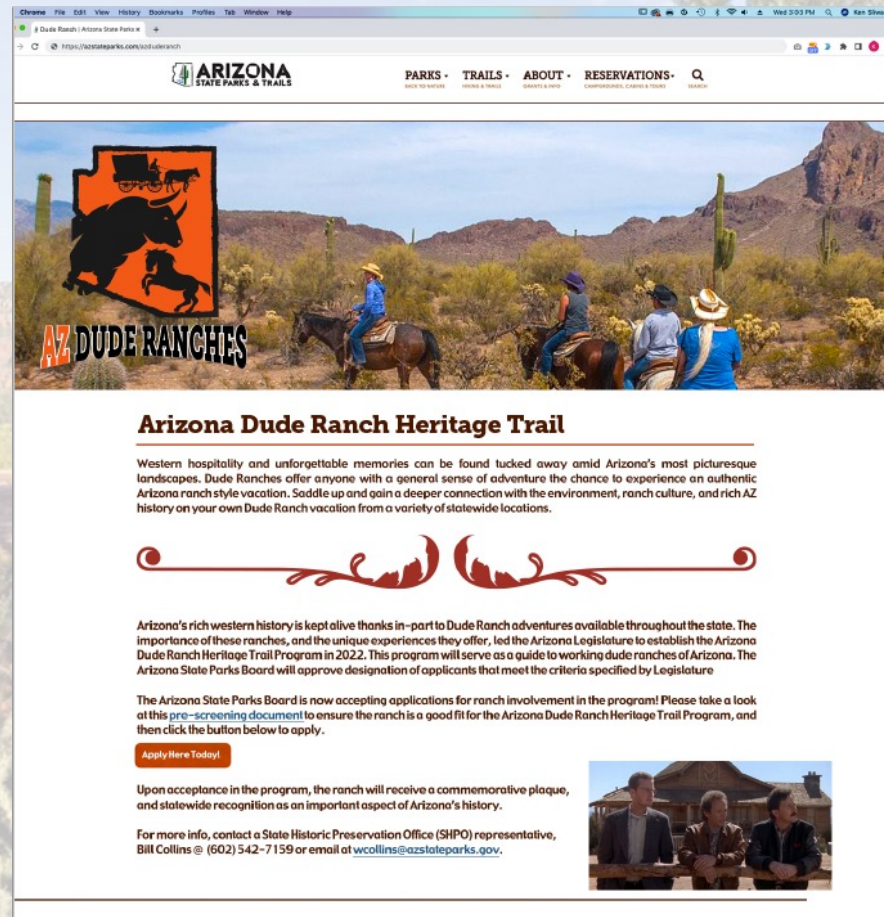 Chrome File Edit View History Bookmarks Profiles Tab Window Help
Wed 3:03 PM
Dude Ranch | Arizona State Parks
https://azstateparks.com/azduderanch
ARIZONA
STATE PARKS & TRAILS
PARKS TRAILS ABOUT RESERVATIONS
BACK TO NATURE HIKING & TRAILS GRANTS & INFO CAMPGROUNDS, CABINS & TOURS SEARCH
AZ DUDE RANCHES
Arizona Dude Ranch Heritage Trail
Western hospitality and unforgettable memories can be found tucked away amid Arizona's most picturesque
landscapes. Dude Ranches offer anyone with a general sense of adventure the chance to experience an authentic
Arizona ranch style vacation. Saddle up and gain a deeper connection with the environment, ranch culture, and rich AZ
history on your own Dude Ranch vacation from a variety of statewide locations.
Arizona's rich western history is kept alive thanks in-part to Dude Ranch adventures available throughout the state. The
importance of these ranches, and the unique experiences they offer, led the Arizona Legislature to establish the Arizona
Dude Ranch Heritage Trail Program in 2022. This program will serve as a guide to working dude ranches of Arizona. The
Arizona State Parks Board will approve designation of applicants that meet the criteria specified by Legislature
The Arizona State Parks Board is now accepting applications for ranch involvement in the program! Please take a look
at this pre-screening document to ensure the ranch is a good fit for the Arizona Dude Ranch Heritage Trail Program, and
then click the button below to apply.
Apply Here Today!
Upon acceptance in the program, the ranch will receive a commemorative plaque,
and statewide recognition as an important aspect of Arizona's history.
For more info, contact a State Historic Preservation Office (SHPO) representative,
Bill Collins @ (602) 542-7159 or email at wcollins@azstateparks.gov.